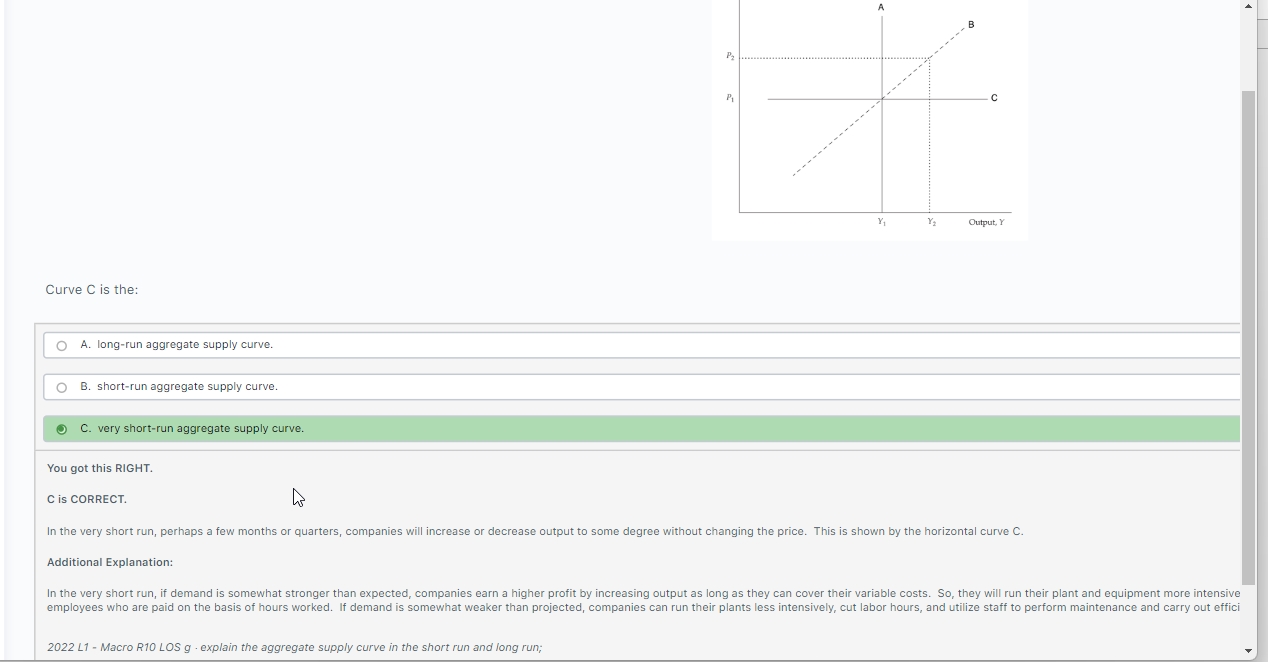 A
B
P2
P1
C
Y1 Y2 Output, Y
Curve C is the:
A. long-run aggregate supply curve.
B. short-run aggregate supply curve.
C. very short-run aggregate supply curve.
You got this RIGHT.
C is CORRECT.
In the very short run, perhaps a few months or quarters, companies will increase or decrease output to some degree without changing the price. This is shown by the horizontal curve C.
Additional Explanation:
In the very short run, if demand is somewhat stronger than expected, companies earn a higher profit by increasing output as long as they can cover their variable costs. So, they will run their plant and equipment more intensive
employees who are paid on the basis of hours worked. If demand is somewhat weaker than projected, companies can run their plants less intensively, cut labor hours, and utilize staff to perform maintenance and carry out effici
2022 L1 - Macro R10 LOS g - explain the aggregate supply curve in the short run and long run;